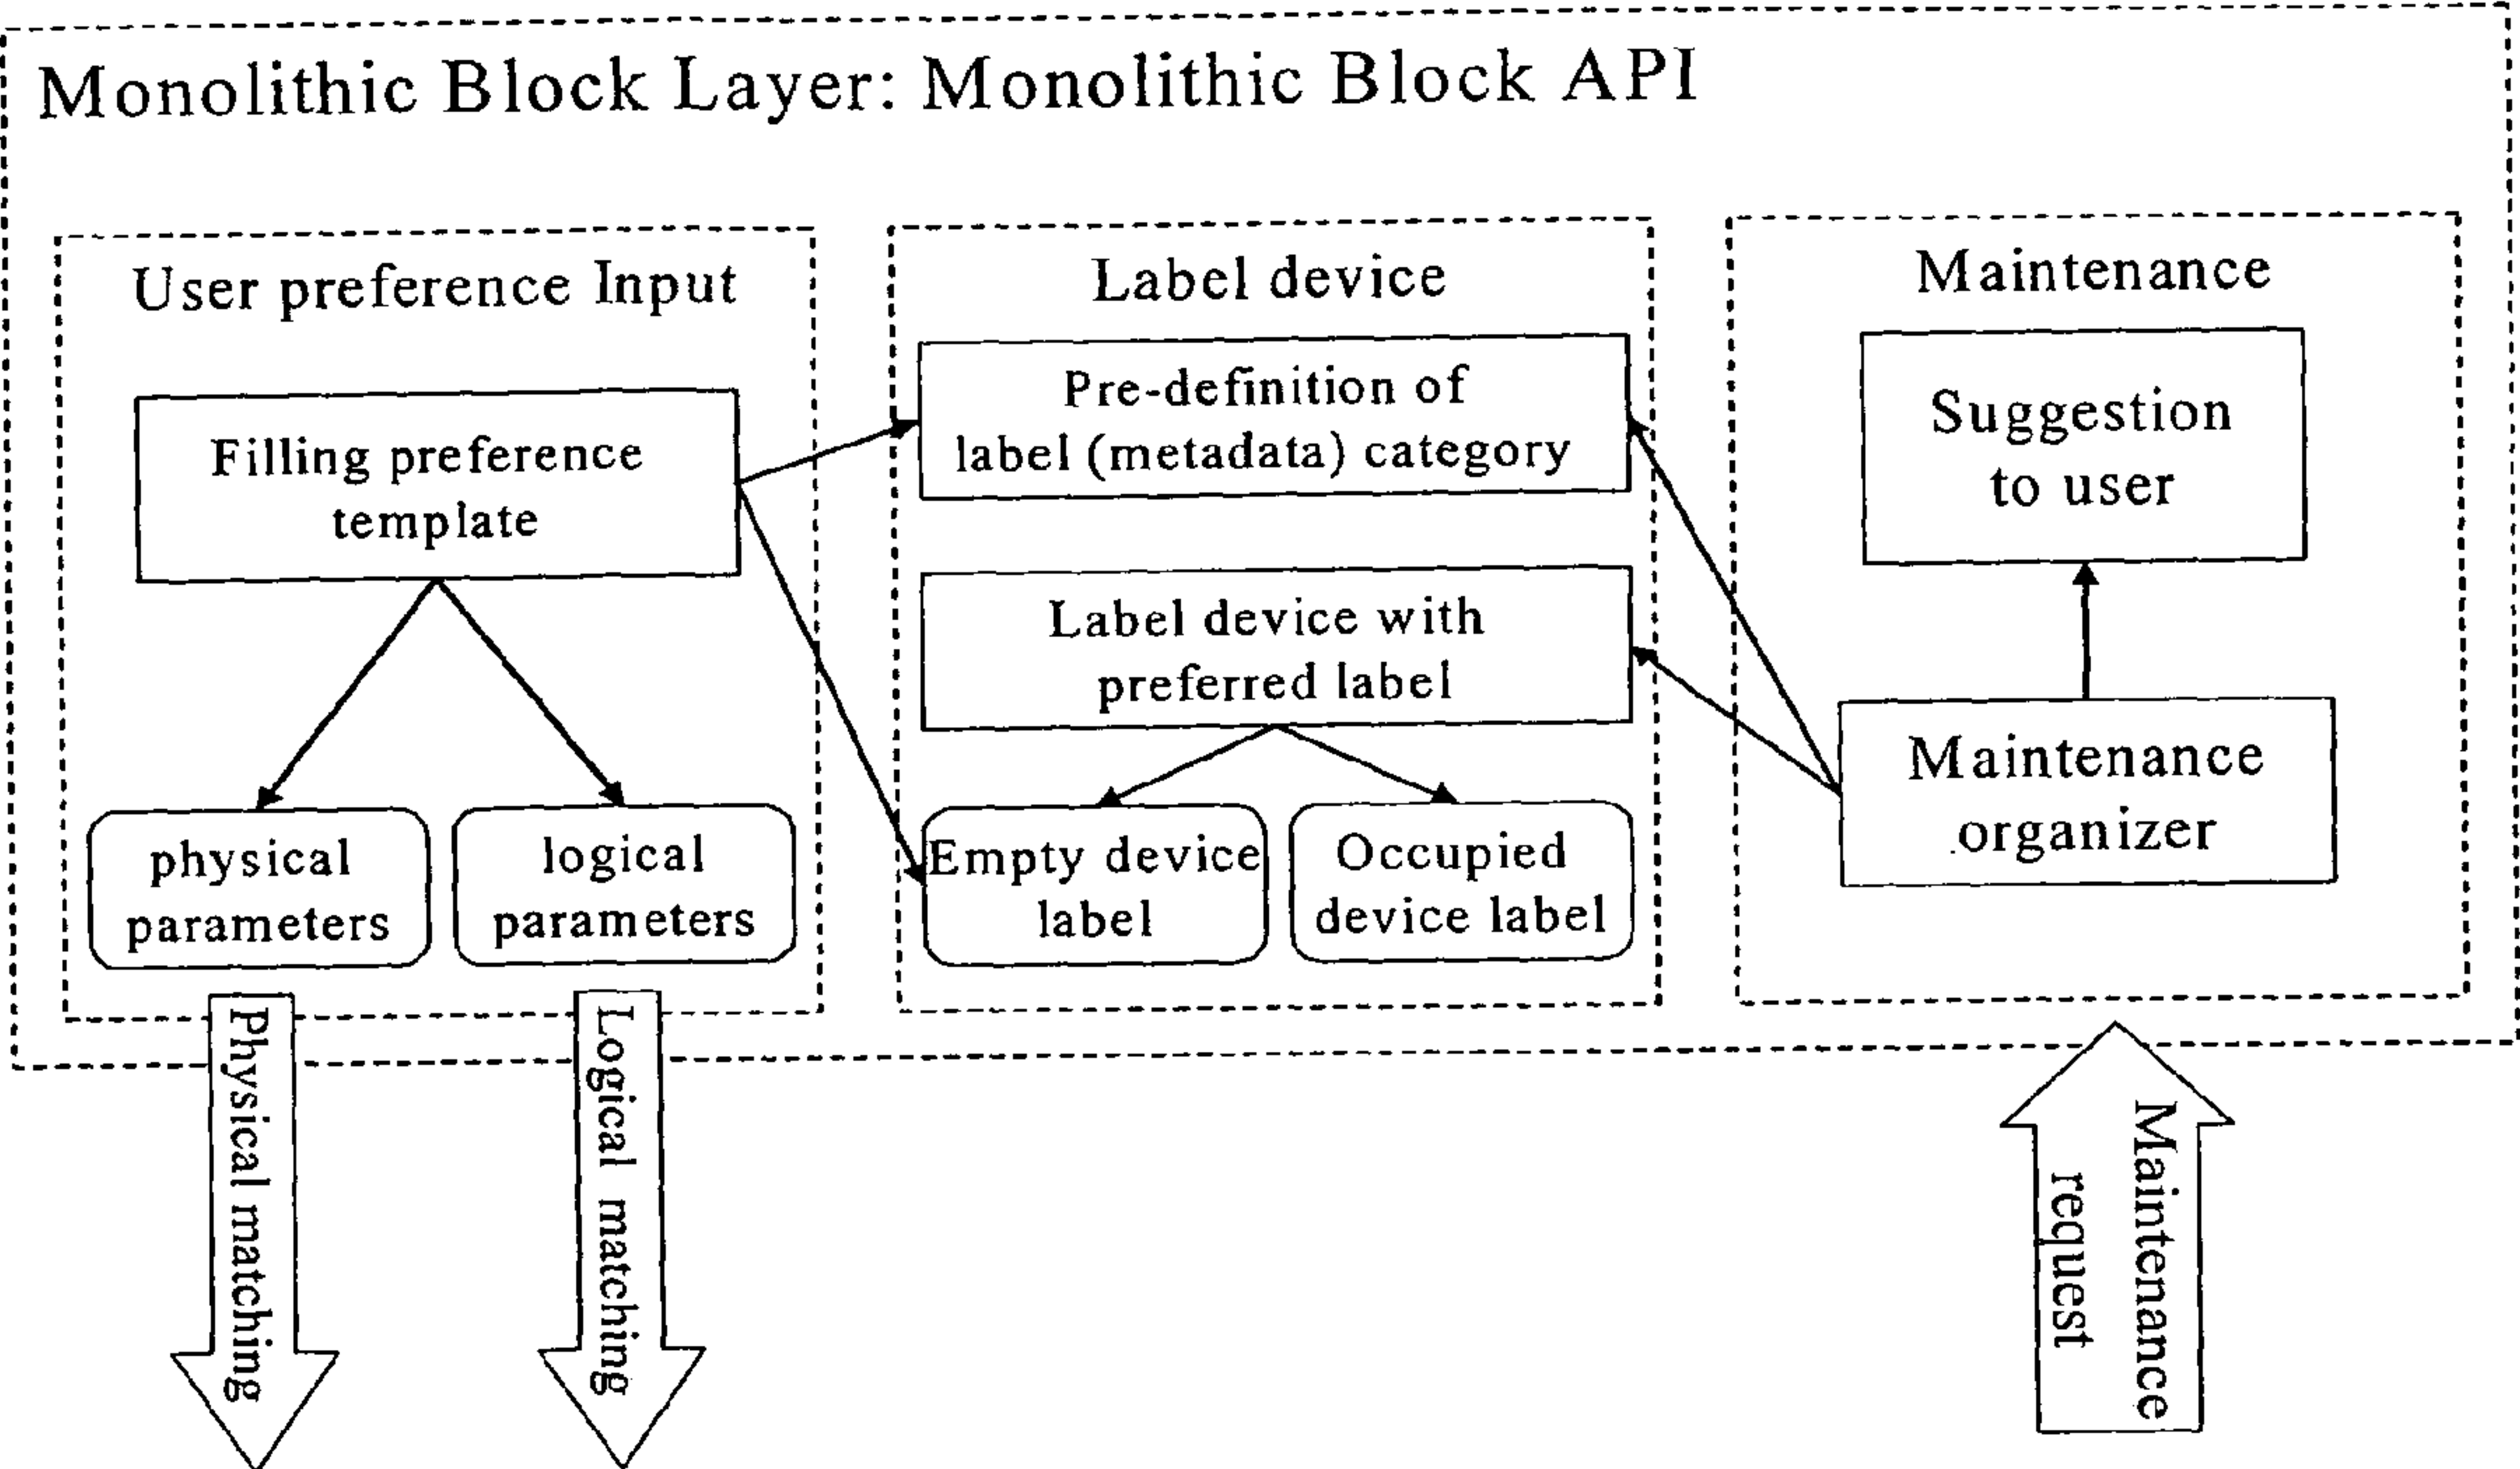 Monolithic Block Layer: Monolithic Block API
User preference Input
Filling preference
template
physical
parameters
logical
parameters
Label device
Pre-definition of
label (metadata) category
Label device with
preferred label
Empty device
label
Occupied
device label
Maintenance
Suggestion
to user
Maintenance
organizer
Physical matching
Logical matching
Maintenance
request